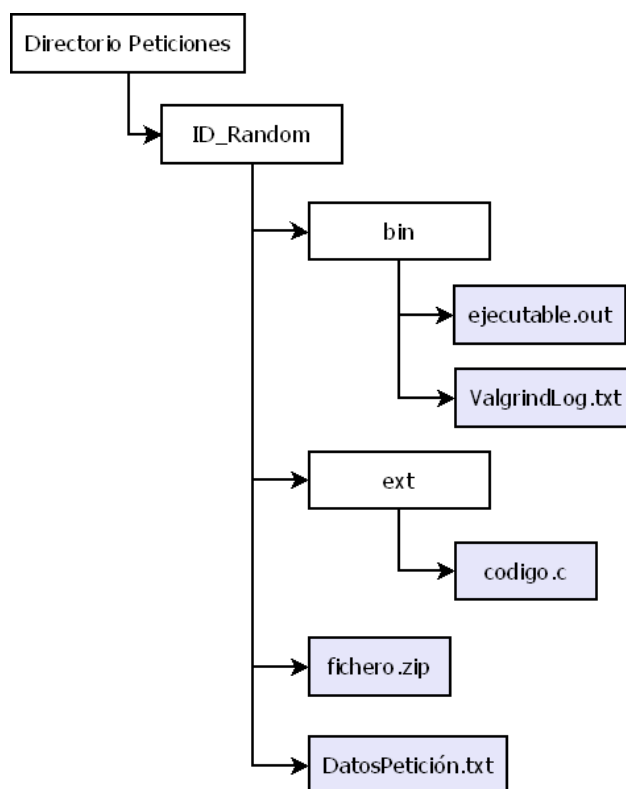 Directorio Peticiones
ID_Random
bin
ejecutable.out
ValgrindLog.txt
ext
codigo.c
fichero.zip
DatosPetición.txt